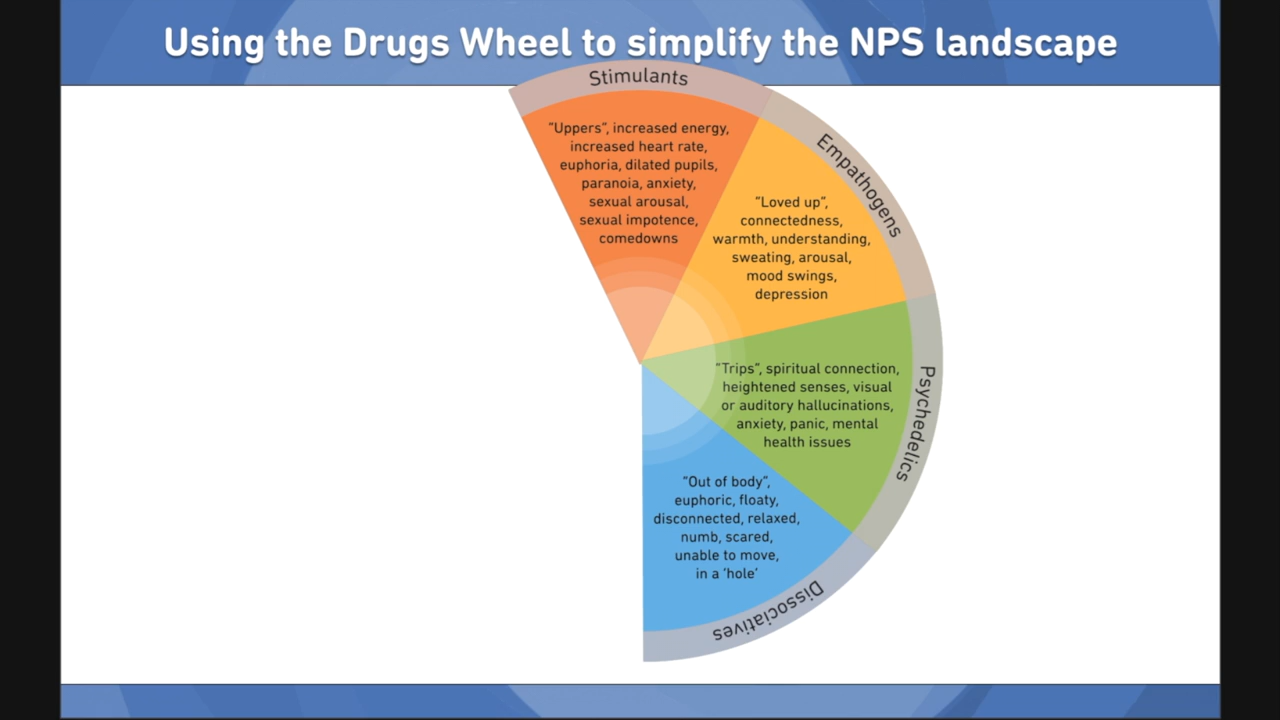 Using the Drugs Wheel to simplify the NPS landscape
Stimulants
“Uppers”, increased energy,
increased heart rate,
euphoria, dilated pupils,
paranoia, anxiety,
sexual arousal,
sexual impotence,
comedowns
Empathogens
“Loved up”,
connectedness,
warmth, understanding,
sweating, arousal,
mood swings,
depression
Psychedelics
“Trips”, spiritual connection,
heightened senses, visual
or auditory hallucinations,
anxiety, panic, mental
health issues
Dissociatives
“Out of body”,
euphoric, floaty,
disconnected, relaxed,
numb, scared,
unable to move,
in a ‘hole’